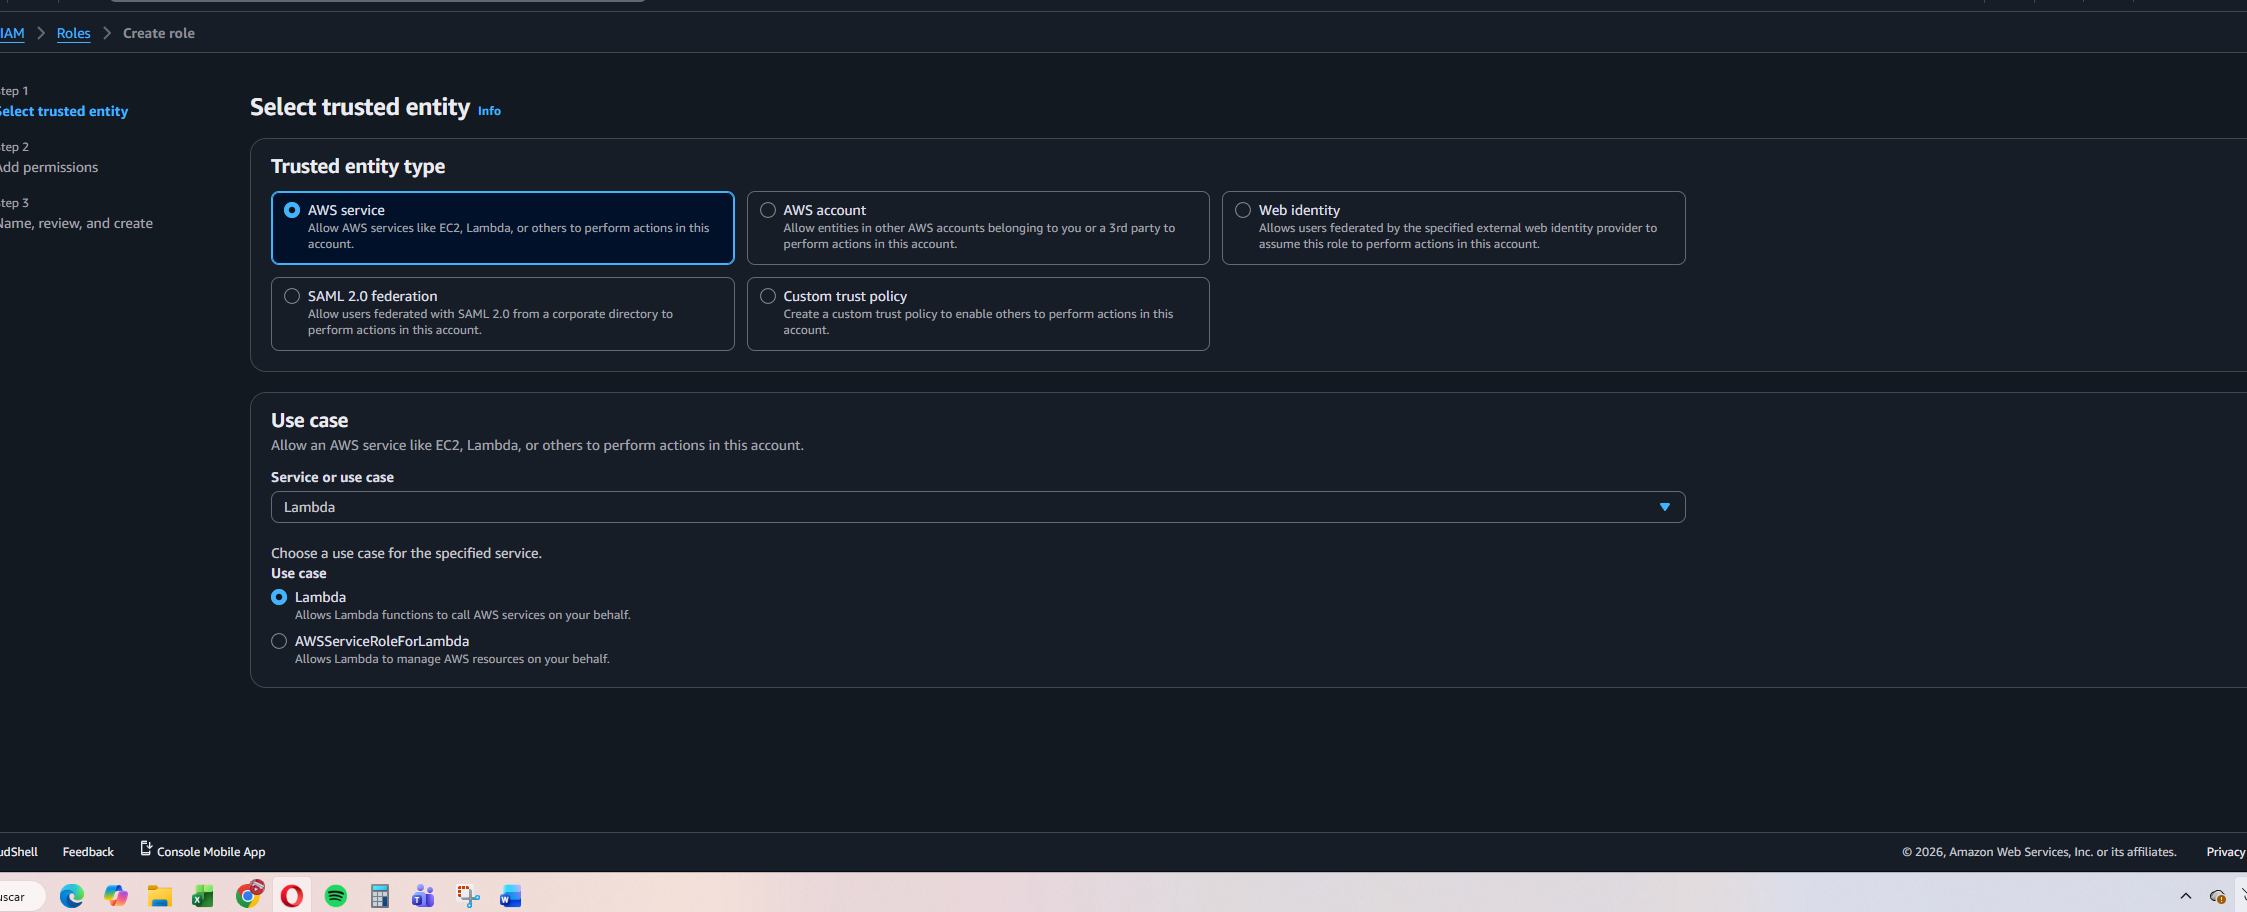 IAM > Roles > Create role
tep 1
elect trusted entity
tep 2
Add permissions
tep 3
Name, review, and create
Select trusted entity Info
Trusted entity type
AWS service
Allow AWS services like EC2, Lambda, or others to perform actions in this
account.
AWS account
Allow entities in other AWS accounts belonging to you or a 3rd party to
perform actions in this account.
Web identity
Allows users federated by the specified external web identity provider to
assume this role to perform actions in this account.
SAML 2.0 federation
Allow users federated with SAML 2.0 from a corporate directory to
perform actions in this account.
Custom trust policy
Create a custom trust policy to enable others to perform actions in this
account.
Use case
Allow an AWS service like EC2, Lambda, or others to perform actions in this account.
Service or use case
Lambda
Choose a use case for the specified service.
Use case
Lambda
Allows Lambda functions to call AWS services on your behalf.
AWSServiceRoleForLambda
Allows Lambda to manage AWS resources on your behalf.
udShell Feedback Console Mobile App © 2026, Amazon Web Services, Inc. or its affiliates. Privacy
uscar